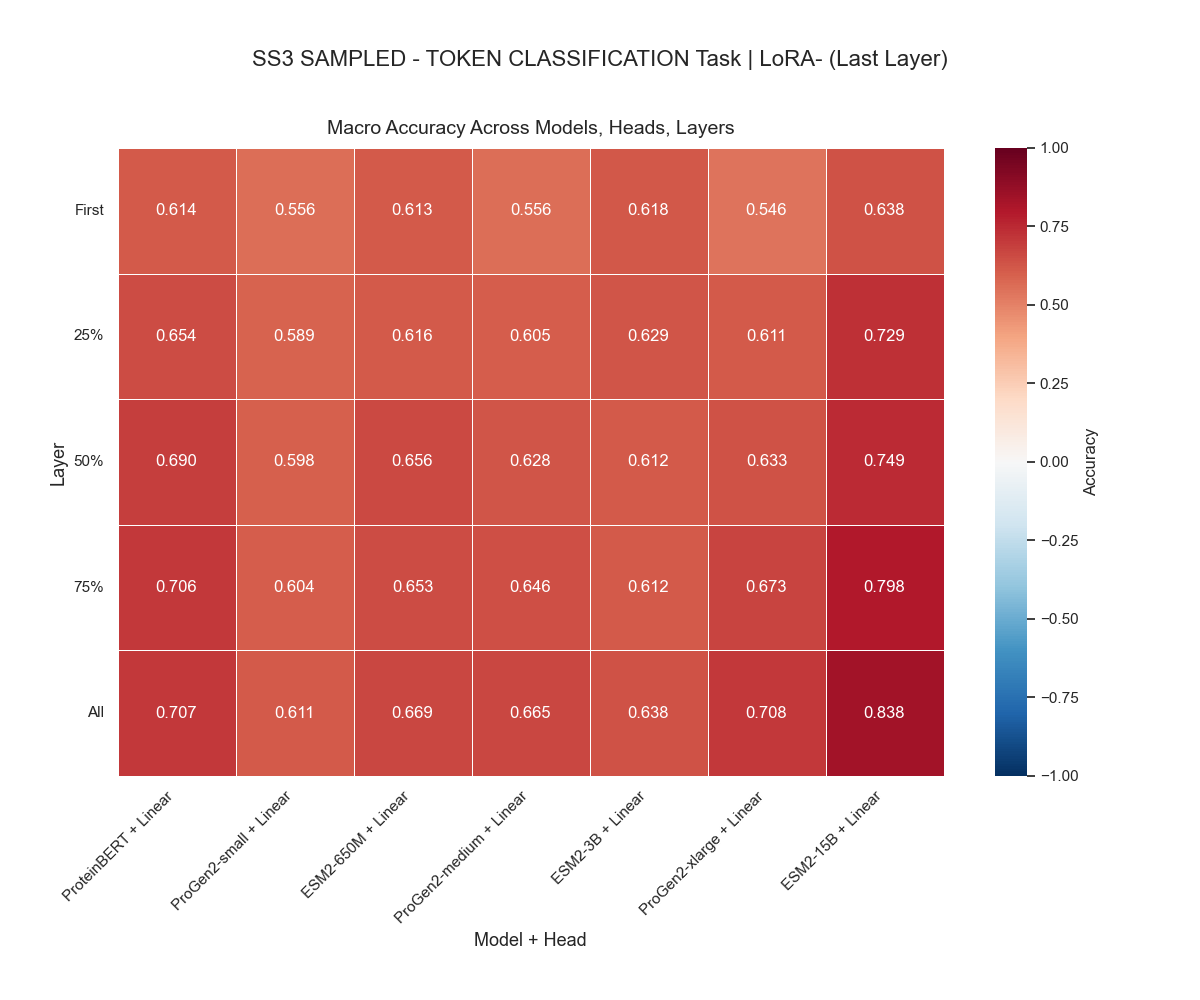 SS3 SAMPLED - TOKEN CLASSIFICATION Task | LoRA- (Last Layer)
Macro Accuracy Across Models, Heads, Layers
First 0.614 0.556 0.613 0.556 0.618 0.546 0.638
25% 0.654 0.589 0.616 0.605 0.629 0.611 0.729
50% 0.690 0.598 0.656 0.628 0.612 0.633 0.749
75% 0.706 0.604 0.653 0.646 0.612 0.673 0.798
All 0.707 0.611 0.669 0.665 0.638 0.708 0.838
Layer
ProteinBERT + Linear
ProGen2-small + Linear
ESM2-650M + Linear
ProGen2-medium + Linear
ESM2-3B + Linear
ProGen2-xlarge + Linear
ESM2-15B + Linear
Model + Head
1.00
0.75
0.50
0.25
0.00
−0.25
−0.50
−0.75
−1.00
Accuracy